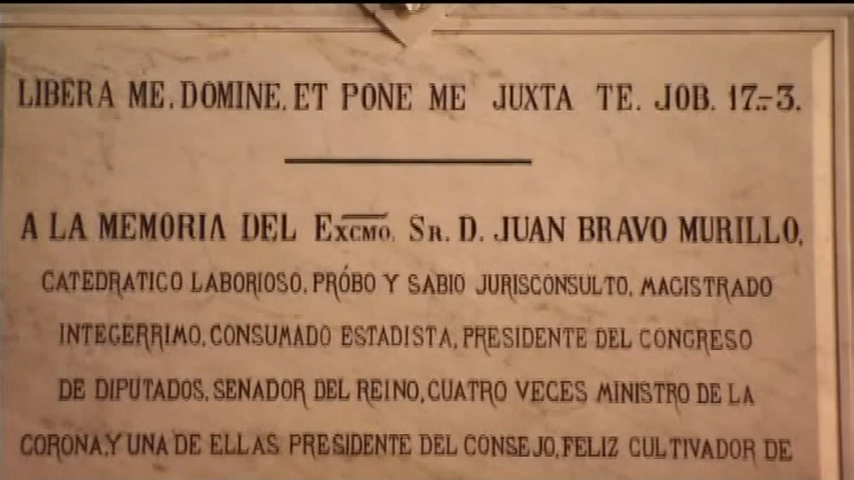 LIBERA ME, DOMINE, ET PONE ME JUXTA TE. JOB. 17.-3.
A LA MEMORIA DEL EXCMO. SR. D. JUAN BRAVO MURILLO,
CATEDRATICO LABORIOSO, PRÓBO Y SABIO JURISCONSULTO, MAGISTRADO
INTEGÉRRIMO, CONSUMADO ESTADISTA, PRESIDENTE DEL CONGRESO
DE DIPUTADOS, SENADOR DEL REINO, CUATRO VECES MINISTRO DE LA
CORONA, Y UNA DE ELLAS PRESIDENTE DEL CONSEJO, FELIZ CULTIVADOR DE